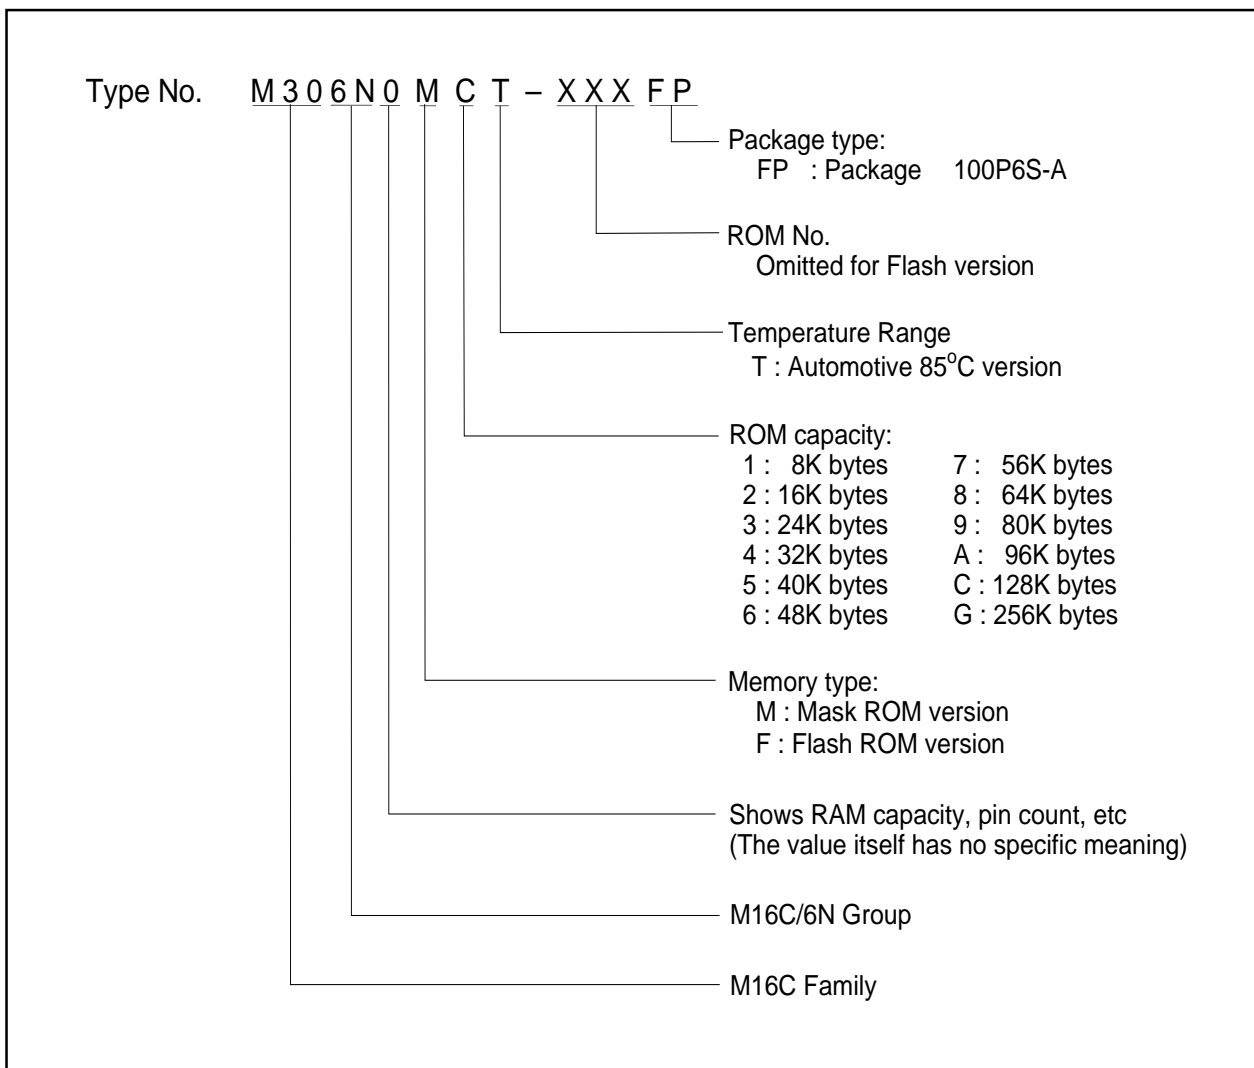 Type No. M 3 0 6 N 0 M C T – X X X F P
Package type:
FP : Package 100P6S-A
ROM No.
Omitted for Flash version
Temperature Range
T : Automotive 85°C version
ROM capacity:
1 : 8K bytes 7 : 56K bytes
2 : 16K bytes 8 : 64K bytes
3 : 24K bytes 9 : 80K bytes
4 : 32K bytes A : 96K bytes
5 : 40K bytes C : 128K bytes
6 : 48K bytes G : 256K bytes
Memory type:
M : Mask ROM version
F : Flash ROM version
Shows RAM capacity, pin count, etc
(The value itself has no specific meaning)
M16C/6N Group
M16C Family